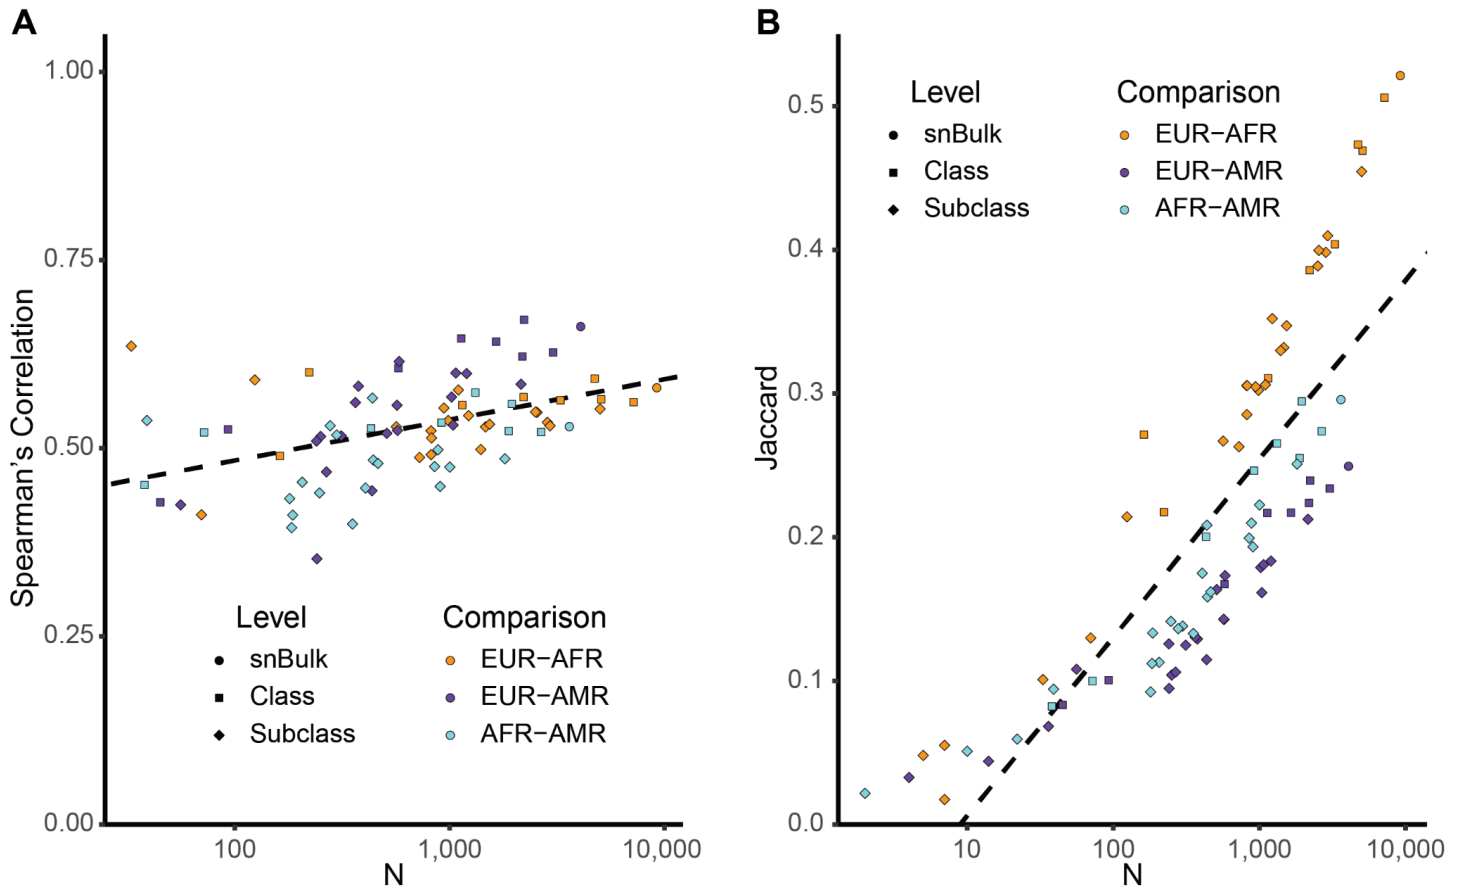 A
Spearman's Correlation
1.00
0.75
0.50
0.25
0.00
100
1,000
10,000
N
Level
snBulk
Class
Subclass
Comparison
EUR−AFR
EUR−AMR
AFR−AMR
B
Jaccard
0.5
0.4
0.3
0.2
0.1
0.0
10
100
1,000
10,000
N
Level
snBulk
Class
Subclass
Comparison
EUR−AFR
EUR−AMR
AFR−AMR